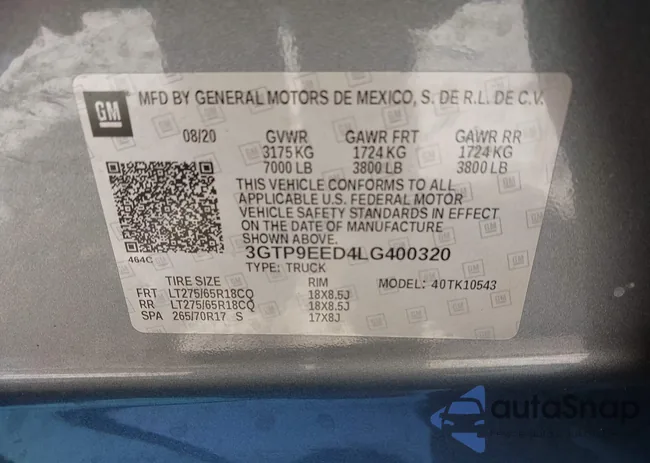 GM
MFD BY GENERAL MOTORS DE MEXICO, S. DE R.L. DE C.V.
08/20 GVWR GAWR FRT GAWR RR
3175 KG 1724 KG 1724 KG
7000 LB 3800 LB 3800 LB
THIS VEHICLE CONFORMS TO ALL
APPLICABLE U.S. FEDERAL MOTOR
VEHICLE SAFETY STANDARDS IN EFFECT
ON THE DATE OF MANUFACTURE
SHOWN ABOVE.
464C 3GTP9EED4LG400320
TYPE: TRUCK
TIRE SIZE RIM MODEL: 40TK10543
FRT LT275/65R18CQ 18X8.5J
RR LT275/65R18CQ 18X8.5J
SPA 265/70R17 S 17X8J
autoSnap